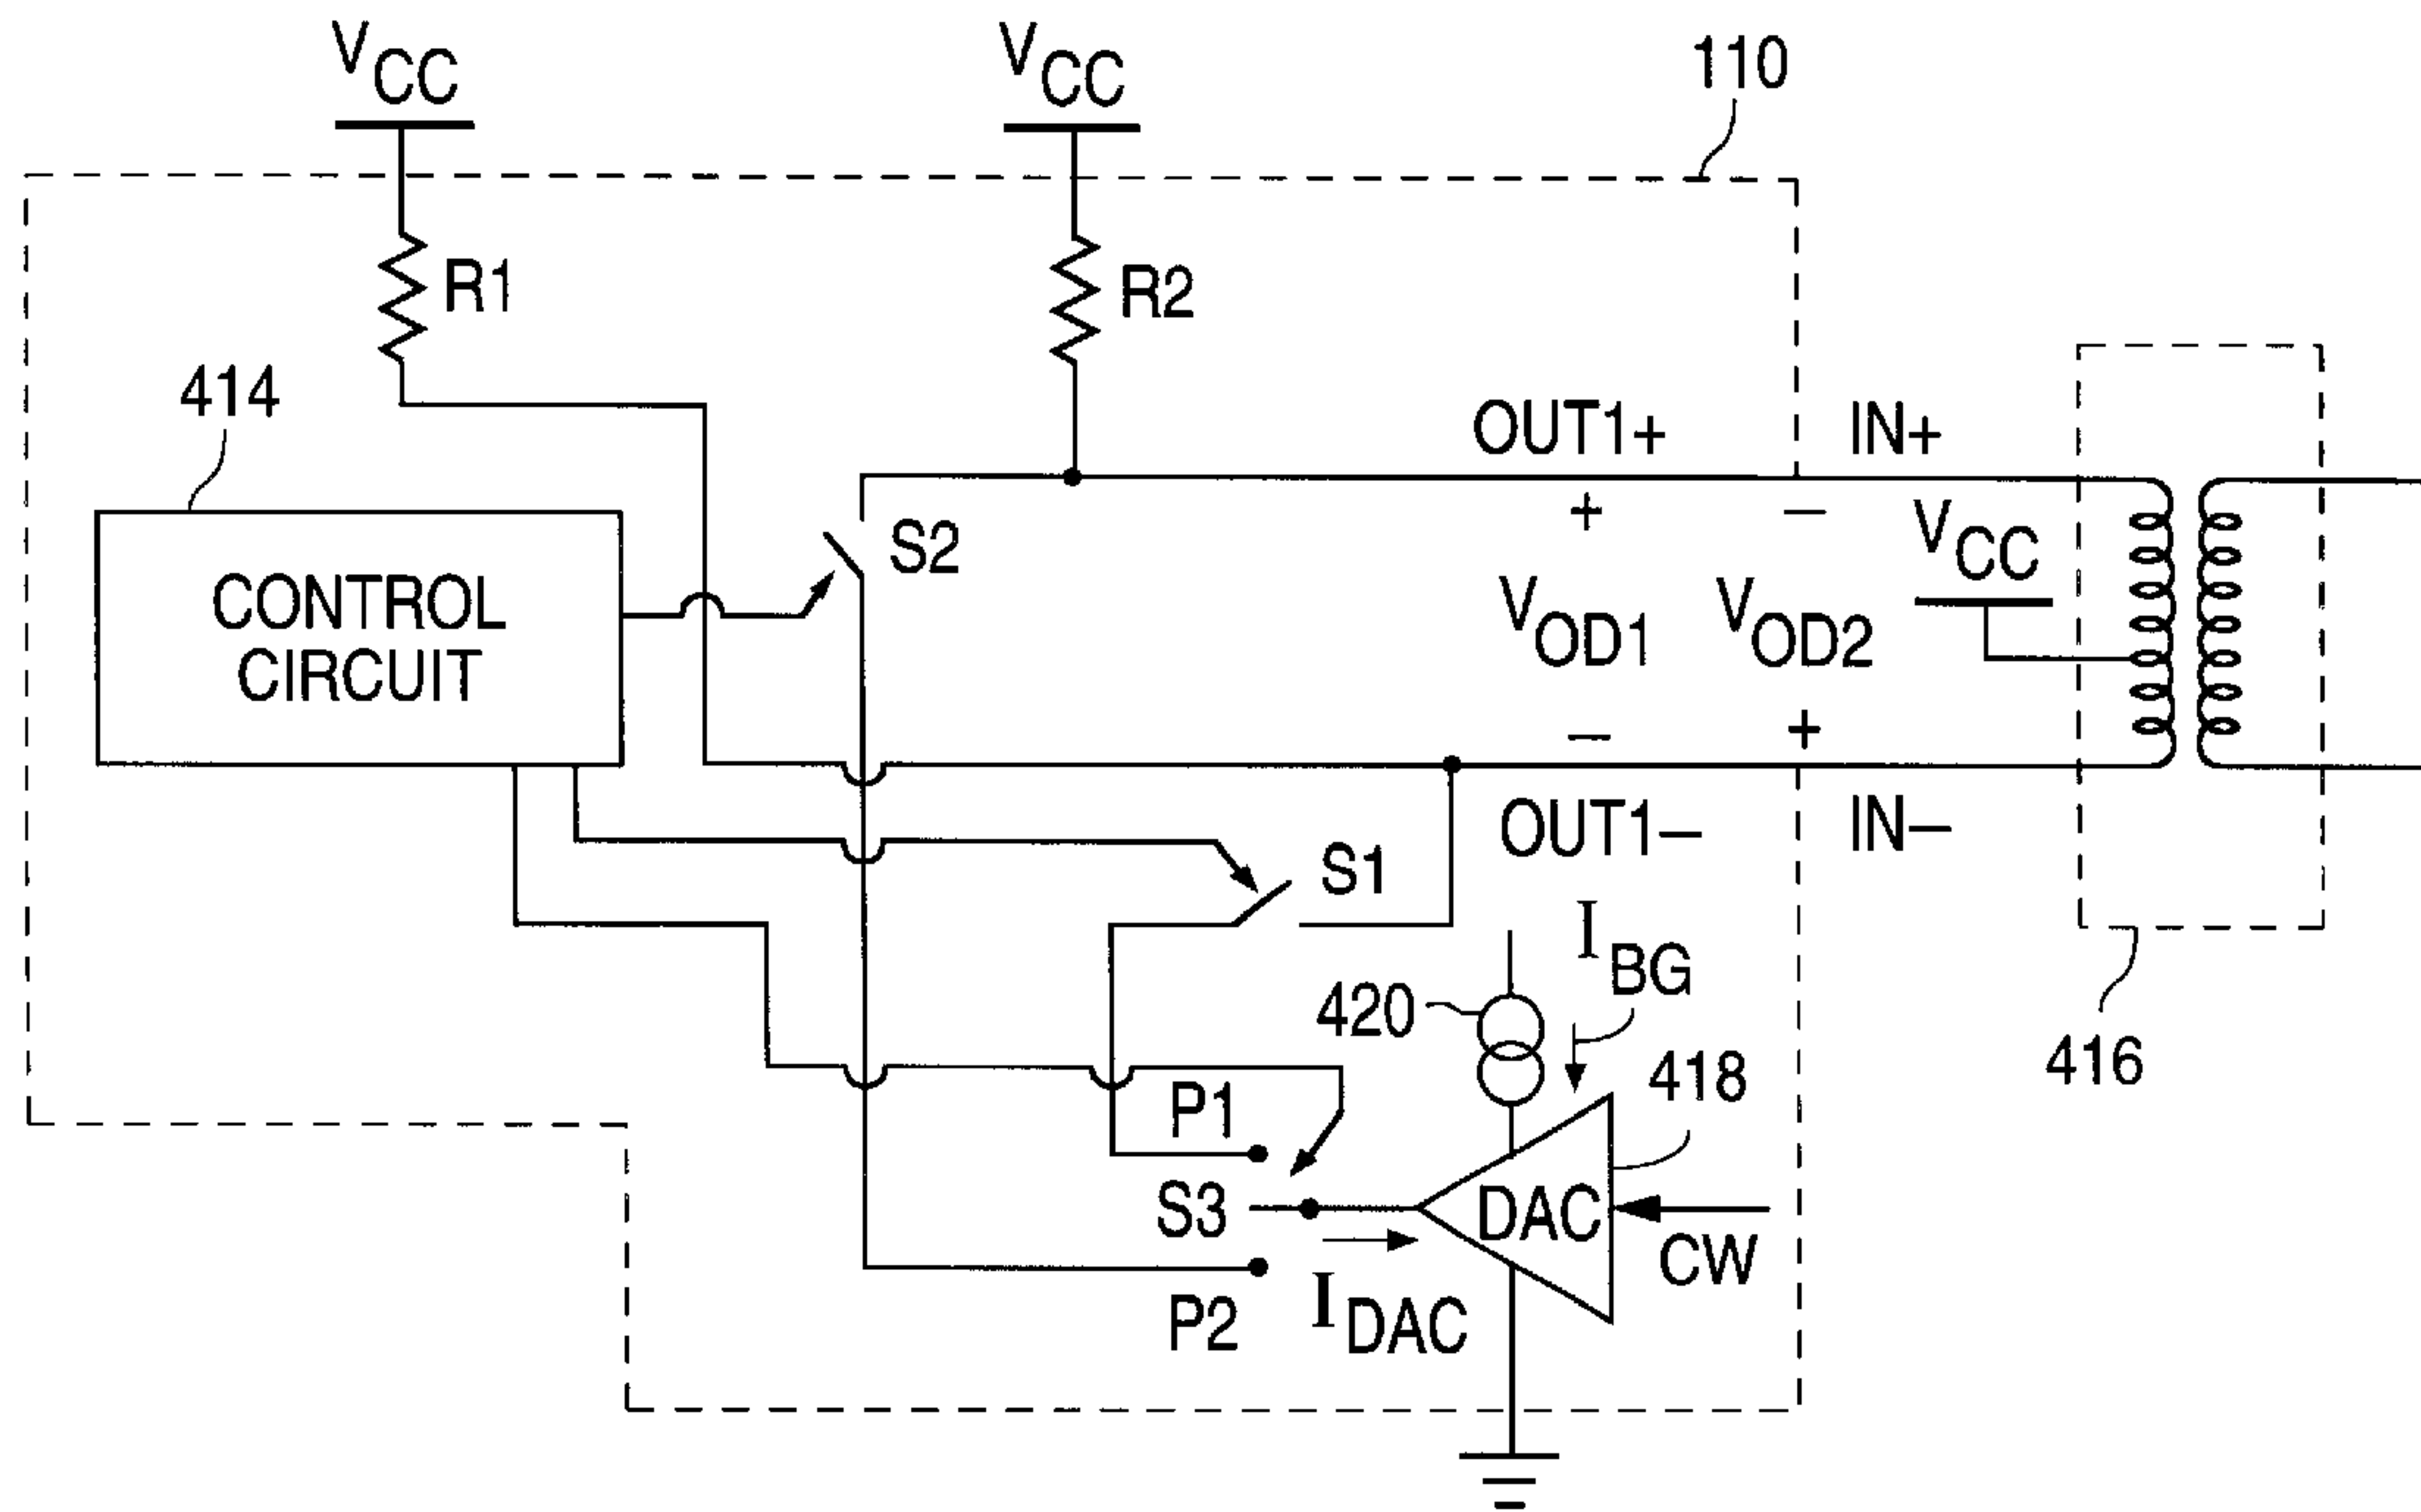 VCC
VCC
110
R1
R2
414
OUT1+
IN+
+
—
VCC
S2
CONTROL
CIRCUIT
VOD1
VOD2
—
+
OUT1–
IN–
S1
IBG
420
418
416
P1
S3
DAC
CW
P2
IDAC